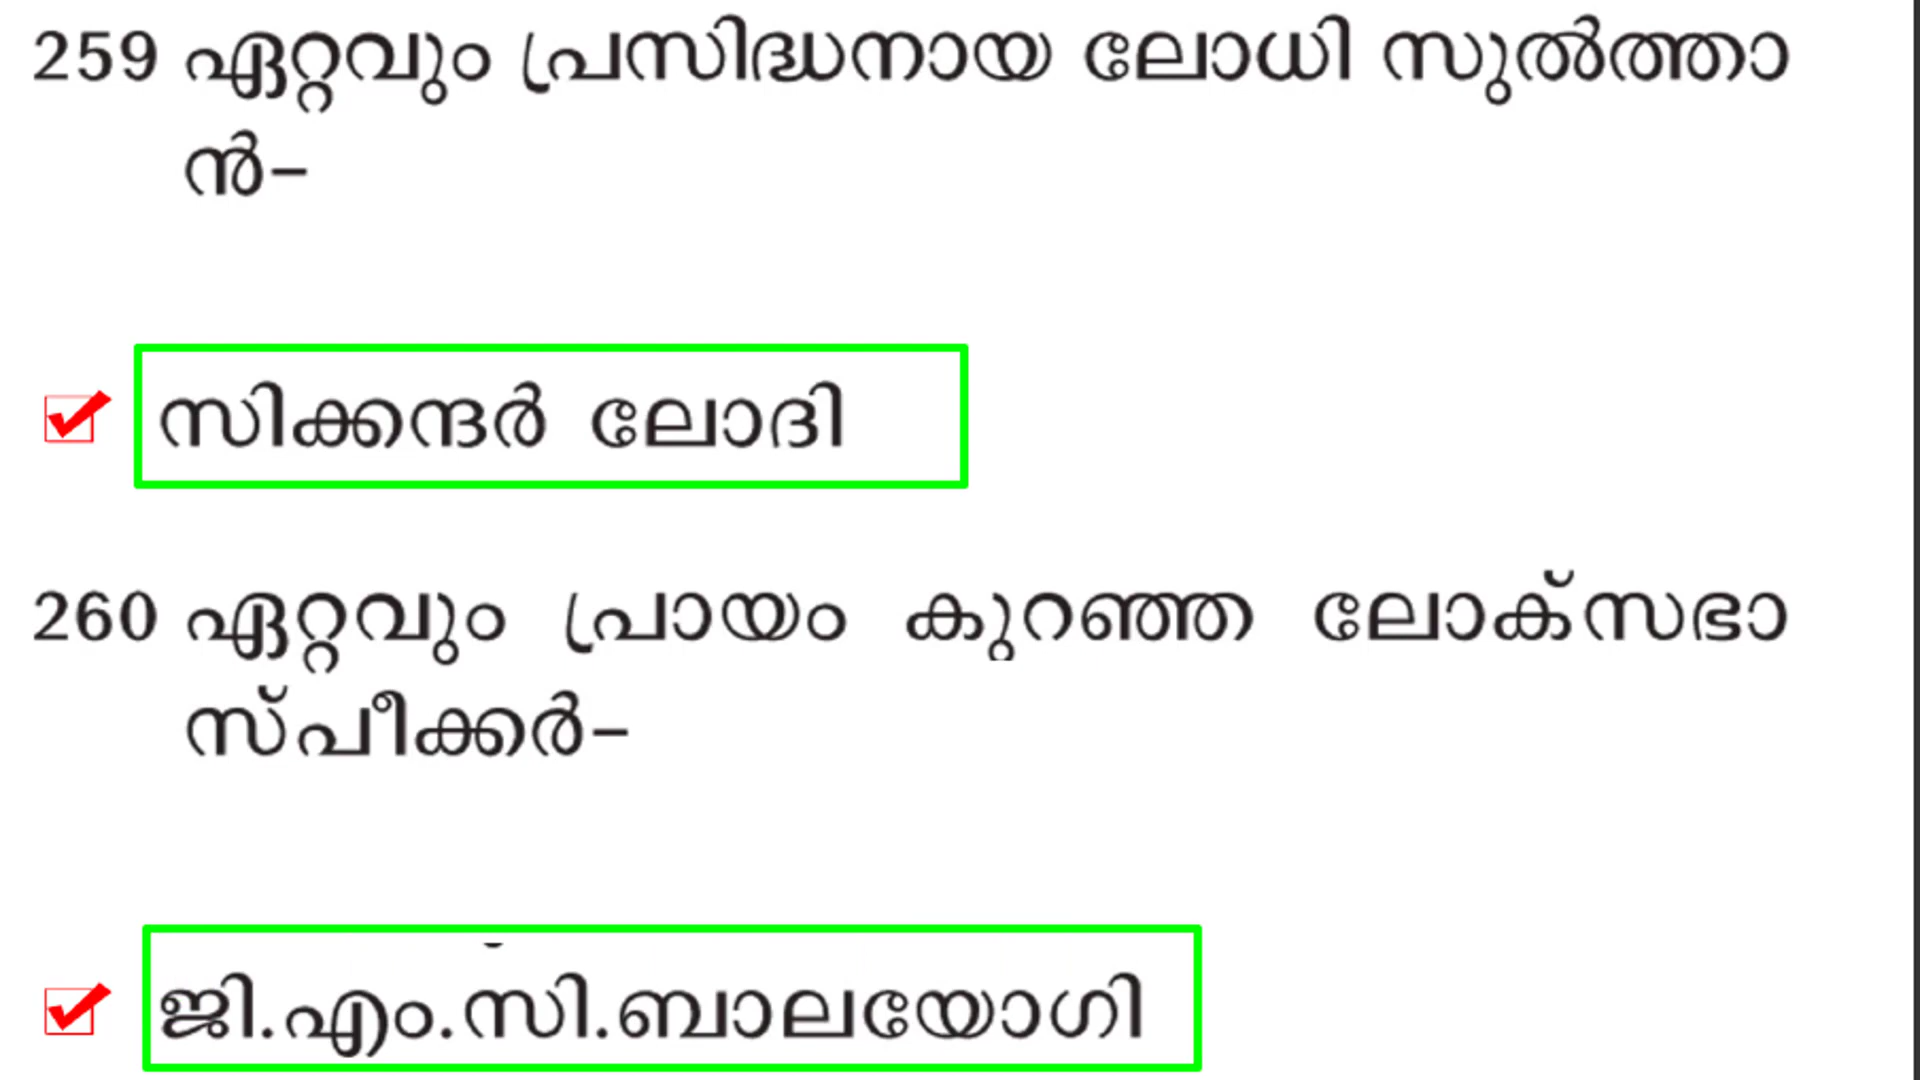 259 ഏറ്റവും പ്രസിദ്ധനായ ലോധി സുൽത്താ
ൻ-
സിക്കന്ദർ ലോദി
260 ഏറ്റവും പ്രായം കുറഞ്ഞ ലോക്സഭാ
സ്പീക്കർ-
ജി.എം.സി.ബാലയോഗി